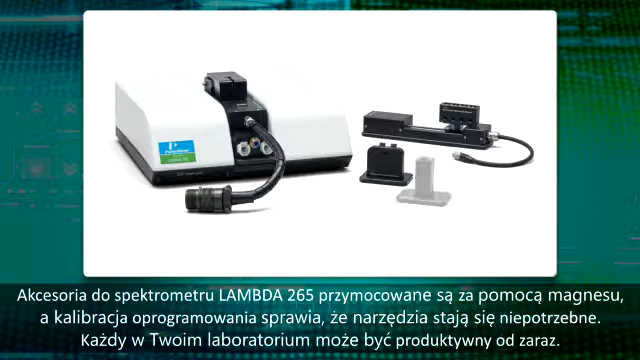 PerkinElmer
Akcesoria do spektrometru LAMBDA 265 przymocowane są za pomocą magnesu,
a kalibracja oprogramowania sprawia, że narzędzia stają się niepotrzebne.
Każdy w Twoim laboratorium może być produktywny od zaraz.